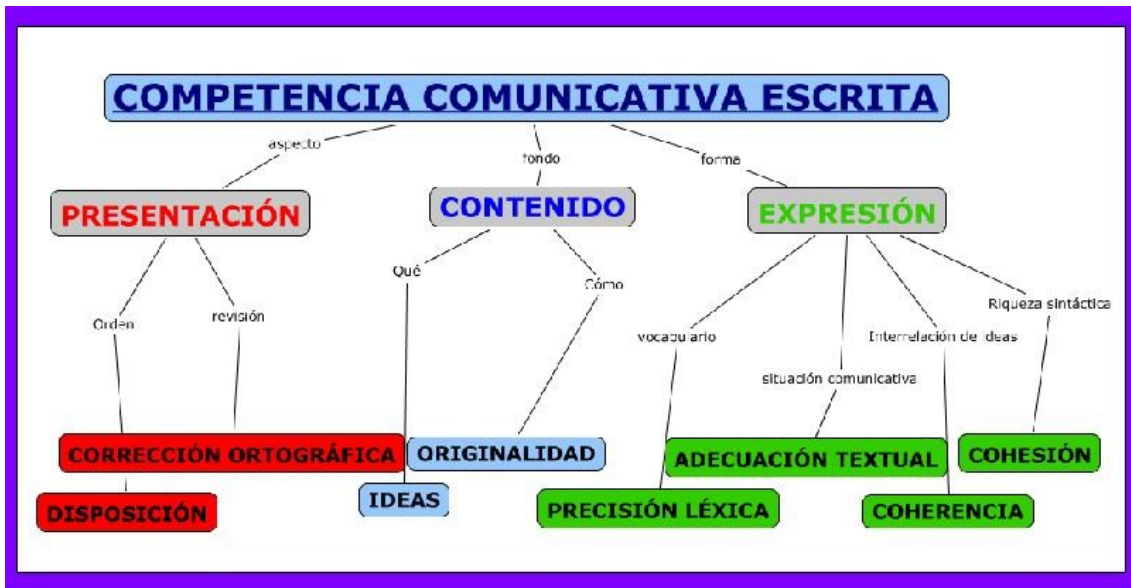 COMPETENCIA COMUNICATIVA ESCRITA
aspecto
fondo
forma
PRESENTACIÓN
CONTENIDO
EXPRESIÓN
Qué
Cómo
Orden
revisión
vocabulario
situación comunicativa
Interrelación de ideas
Riqueza sintáctica
CORRECCIÓN ORTOGRÁFICA
ORIGINALIDAD
ADECUACIÓN TEXTUAL
COHESIÓN
DISPOSICIÓN
IDEAS
PRECISIÓN LÉXICA
COHERENCIA